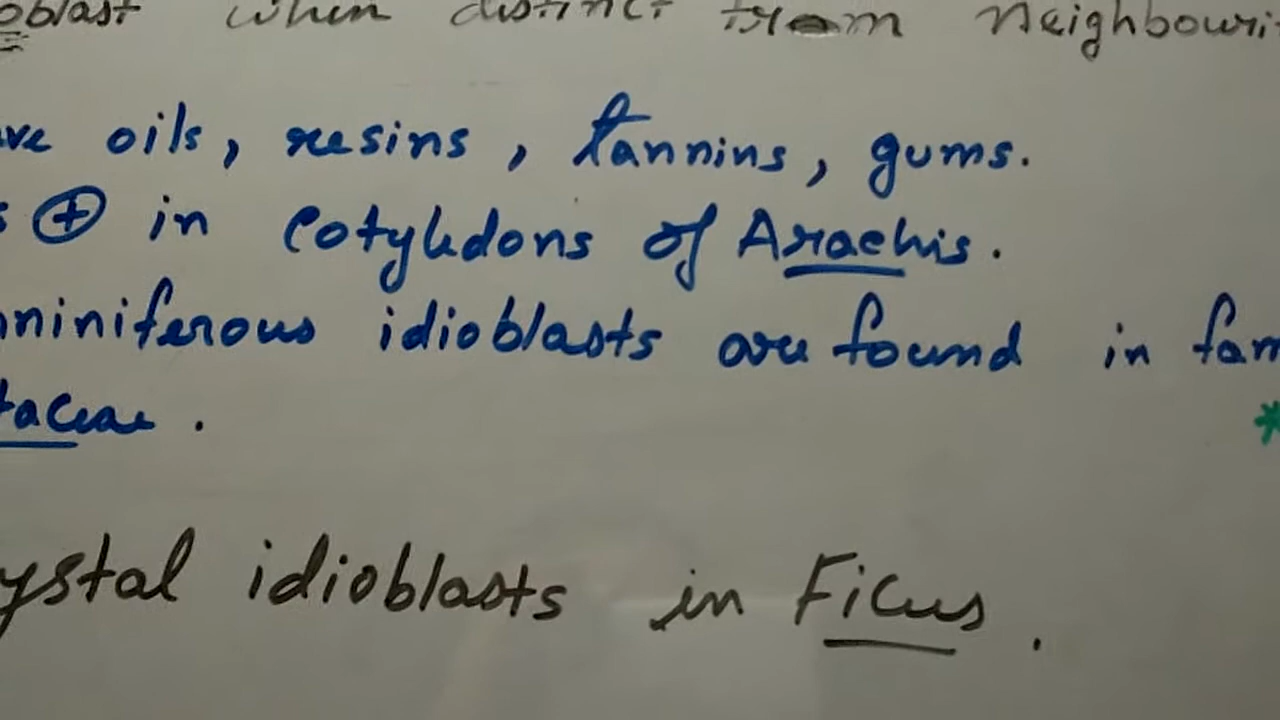 oblast when distinct from Neighbouri
ve oils, resins, tannins, gums.
s ⊕ in cotyledons of Arachis.
nniniferous idioblasts are found in fam
taceae.
*
ystal idioblasts in Ficus.